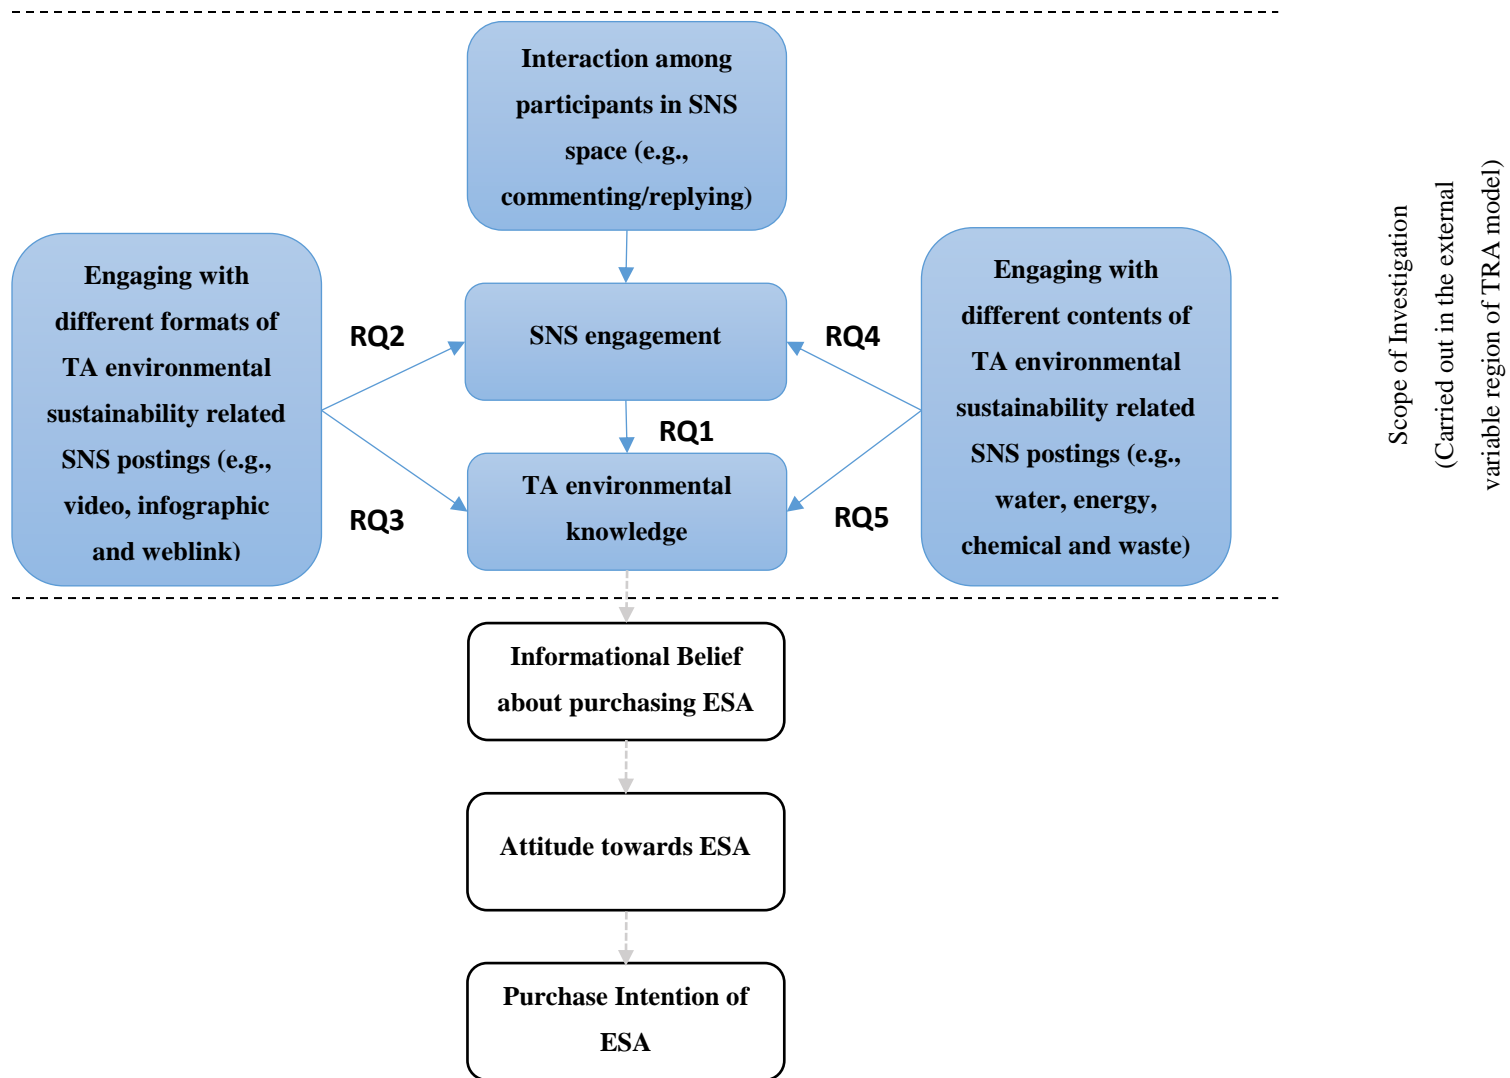 Interaction among
participants in SNS
space (e.g.,
commenting/replying)
Engaging with
different formats of
TA environmental
sustainability related
SNS postings (e.g.,
video, infographic
and weblink)
RQ2
RQ3
SNS engagement
RQ1
TA environmental
knowledge
RQ4
RQ5
Engaging with
different contents of
TA environmental
sustainability related
SNS postings (e.g.,
water, energy,
chemical and waste)
Scope of Investigation
(Carried out in the external
variable region of TRA model)
Informational Belief
about purchasing ESA
Attitude towards ESA
Purchase Intention of
ESA